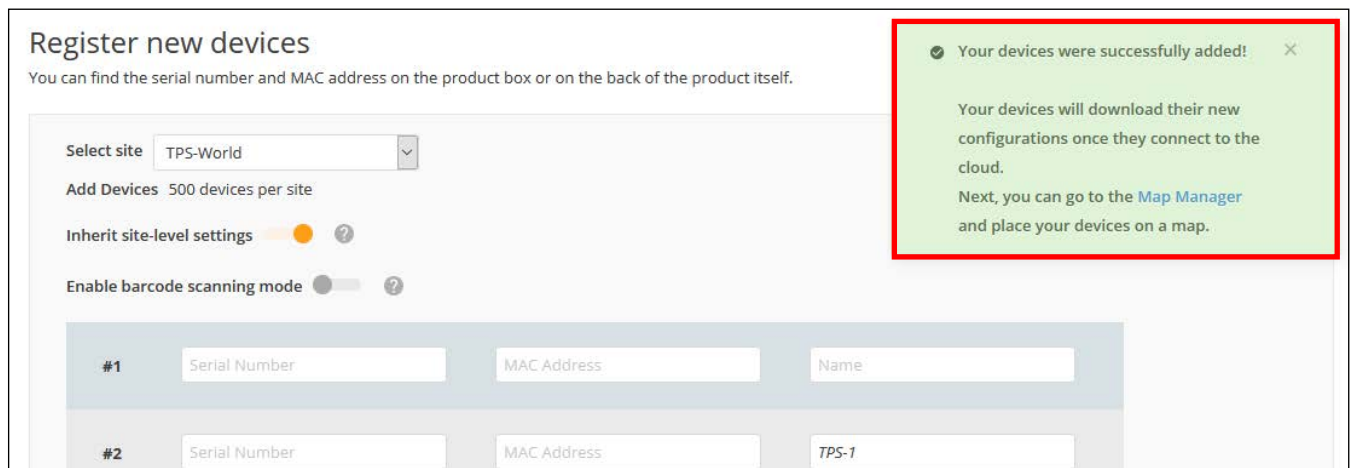 Register new devices
You can find the serial number and MAC address on the product box or on the back of the product itself.
Your devices were successfully added! ×
Your devices will download their new
configurations once they connect to the
cloud.
Next, you can go to the Map Manager
and place your devices on a map.
Select site TPS-World
Add Devices 500 devices per site
Inherit site-level settings ?
Enable barcode scanning mode ?
#1 Serial Number MAC Address Name
#2 Serial Number MAC Address TPS-1